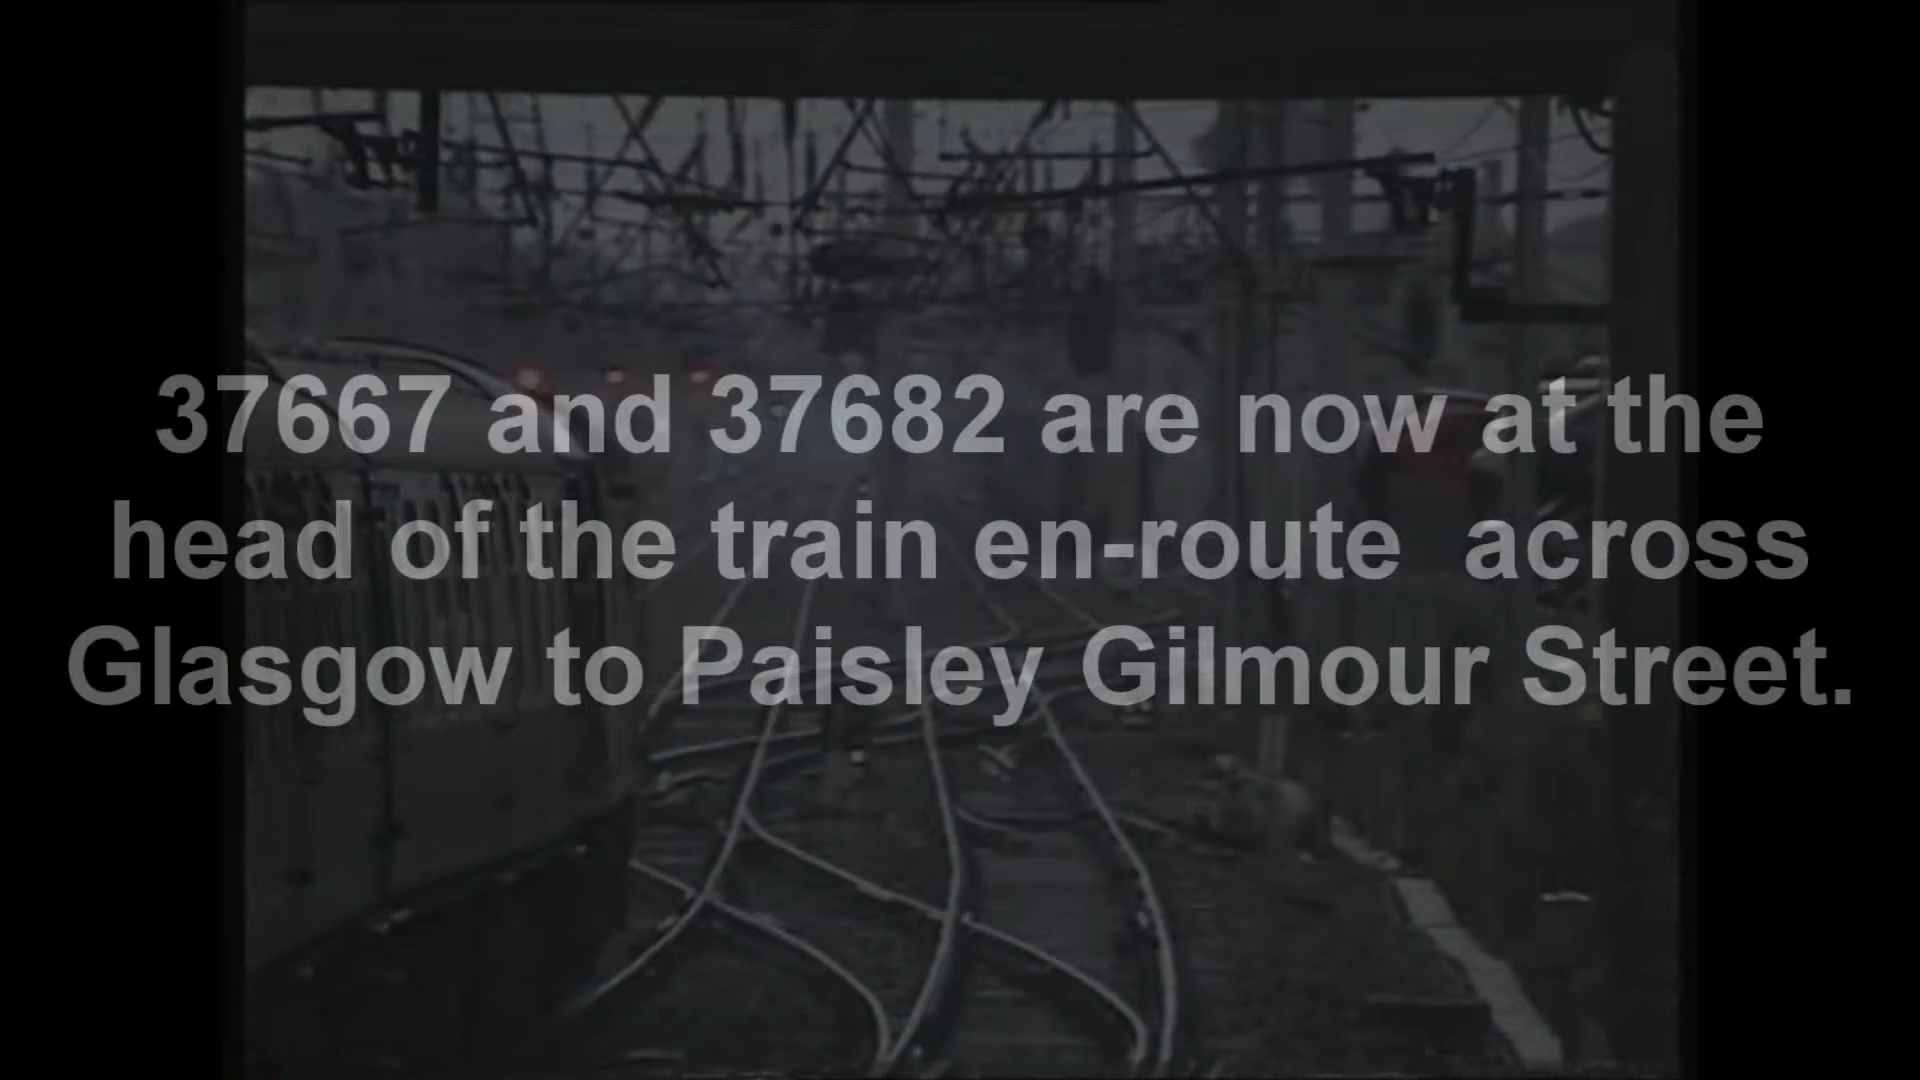 37667 and 37682 are now at the
head of the train en-route  across
Glasgow to Paisley Gilmour Street.